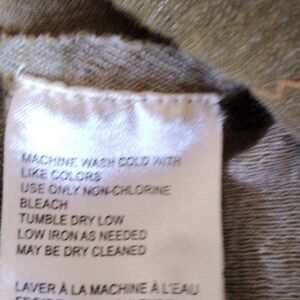 MACHINE WASH COLD WITH
LIKE COLORS
USE ONLY NON-CHLORINE
BLEACH
TUMBLE DRY LOW
LOW IRON AS NEEDED
MAY BE DRY CLEANED
LAVER À LA MACHINE À L'EAU